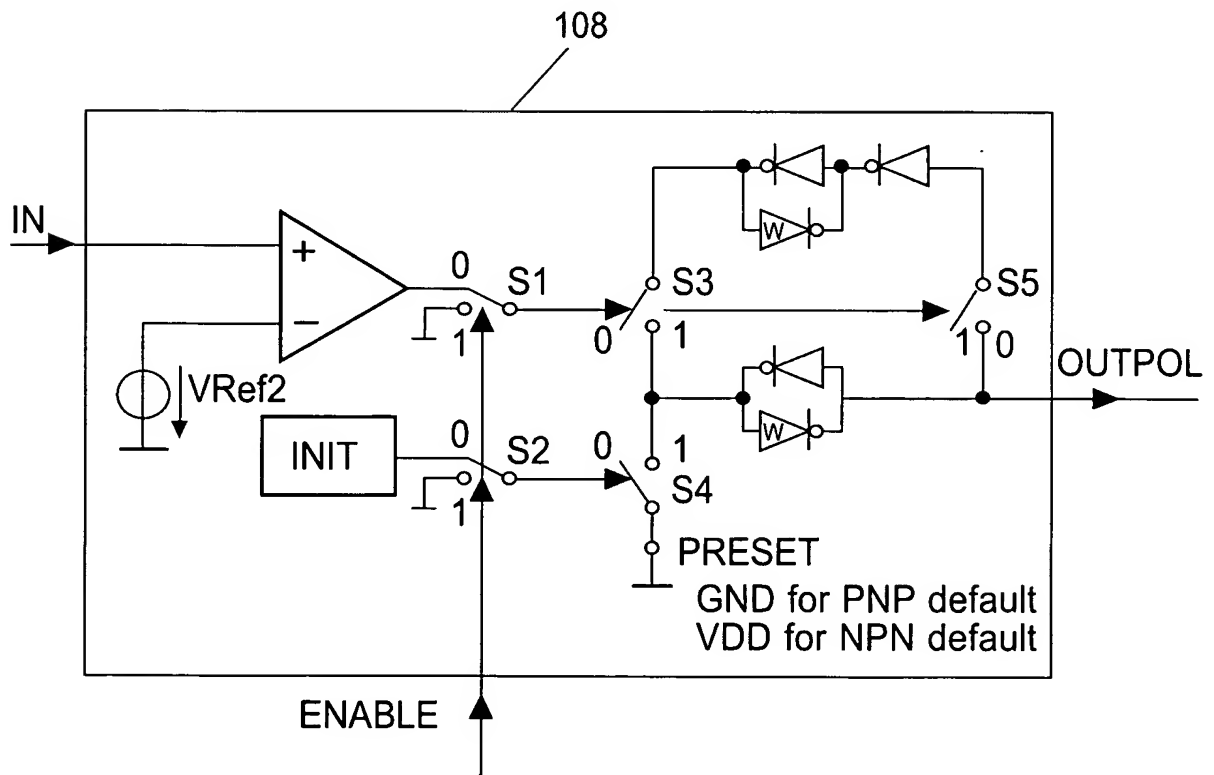 108
IN
+
−
0
S1
1
VRef2
INIT
0
S2
1
S3
0
1
S5
1
0
W
W
OUTPOL
0
1
S4
PRESET
GND for PNP default
VDD for NPN default
ENABLE